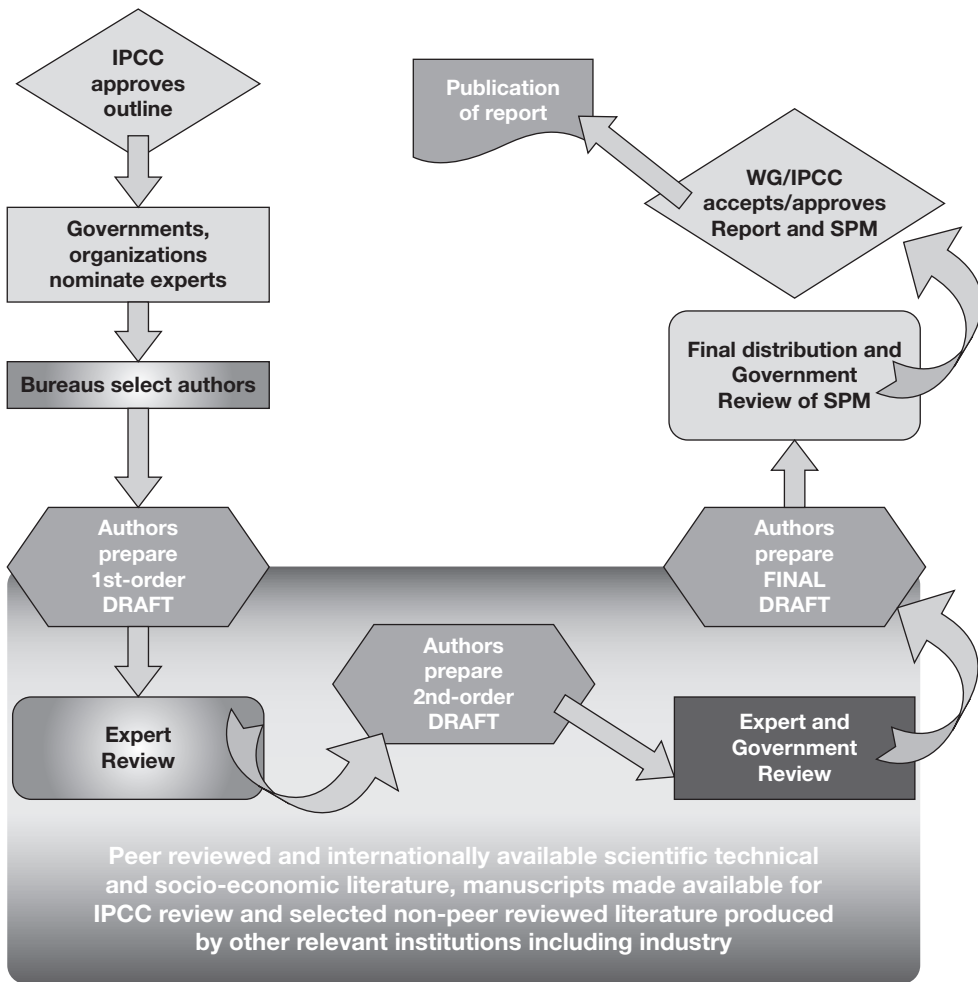 IPCC
approves
outline
Governments,
organizations
nominate experts
Bureaus select authors
Authors
prepare
1st-order
DRAFT
Expert
Review
Authors
prepare
2nd-order
DRAFT
Expert and
Government
Review
Authors
prepare
FINAL
DRAFT
Final distribution and
Government
Review of SPM
WG/IPCC
accepts/approves
Report and SPM
Publication
of report
Peer reviewed and internationally available scientific technical
and socio-economic literature, manuscripts made available for
IPCC review and selected non-peer reviewed literature produced
by other relevant institutions including industry